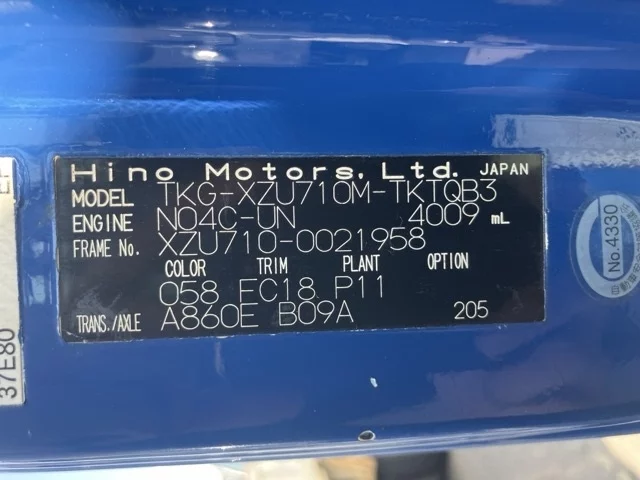 Hino Motors, Ltd. JAPAN
MODEL TKG-XZU710M-TKTQB3
ENGINE N04C-UN 4009 mL
FRAME No. XZU710-0021958
COLOR TRIM PLANT OPTION
058 FC18 P11
TRANS./AXLE A860E B09A 205
No.4330
37E80